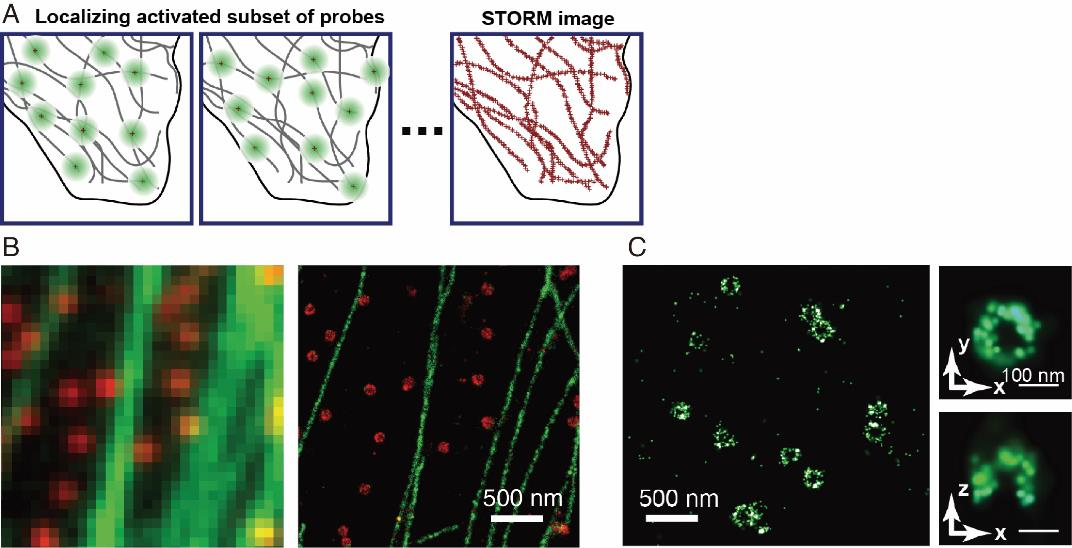 A Localizing activated subset of probes STORM image
B C
500 nm
500 nm
y
x
100 nm
z
x